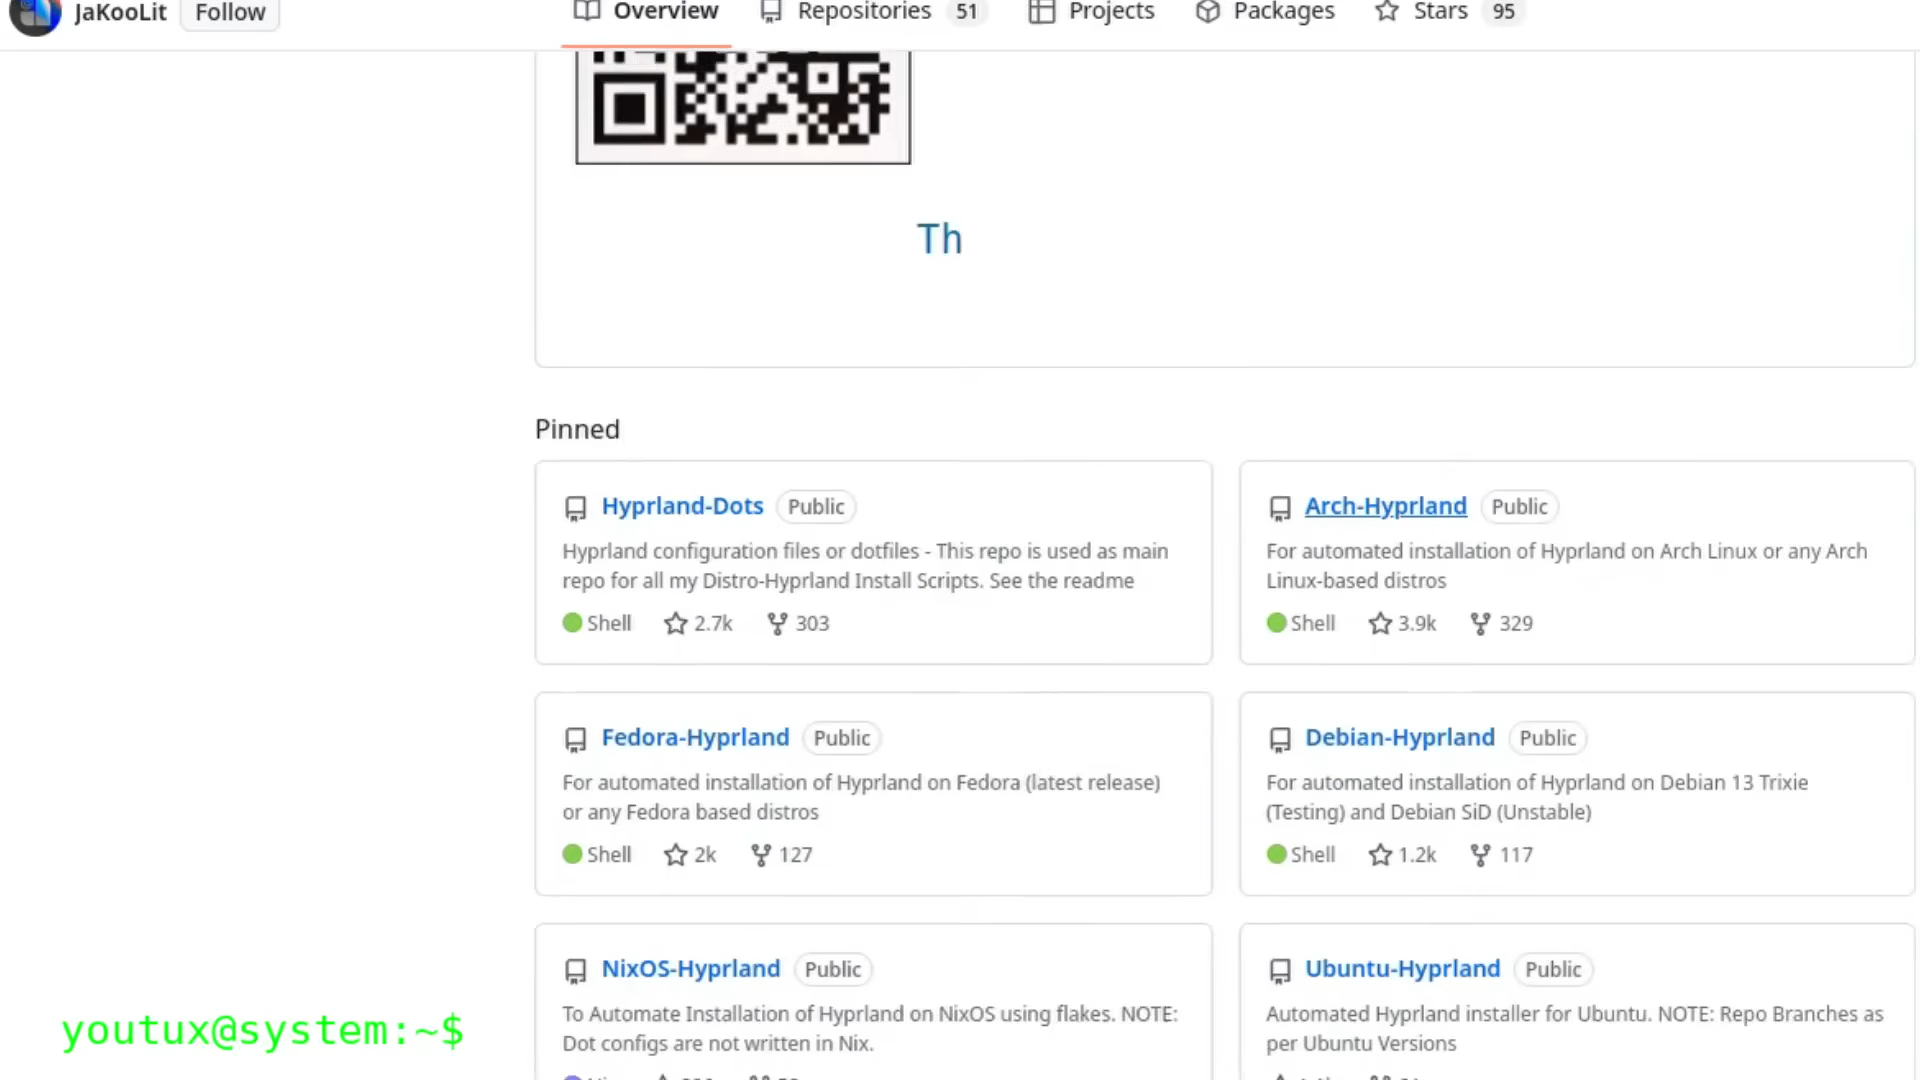 JaKooLit Follow Overview Repositories 51 Projects Packages Stars 95
Th
Pinned
Hyprland-Dots Public
Hyprland configuration files or dotfiles - This repo is used as main
repo for all my Distro-Hyprland Install Scripts. See the readme
Shell 2.7k 303
Arch-Hyprland Public
For automated installation of Hyprland on Arch Linux or any Arch
Linux-based distros
Shell 3.9k 329
Fedora-Hyprland Public
For automated installation of Hyprland on Fedora (latest release)
or any Fedora based distros
Shell 2k 127
Debian-Hyprland Public
For automated installation of Hyprland on Debian 13 Trixie
(Testing) and Debian SiD (Unstable)
Shell 1.2k 117
NixOS-Hyprland Public
To Automate Installation of Hyprland on NixOS using flakes. NOTE:
Dot configs are not written in Nix.
Ubuntu-Hyprland Public
Automated Hyprland installer for Ubuntu. NOTE: Repo Branches as
per Ubuntu Versions
youtux@system:~$